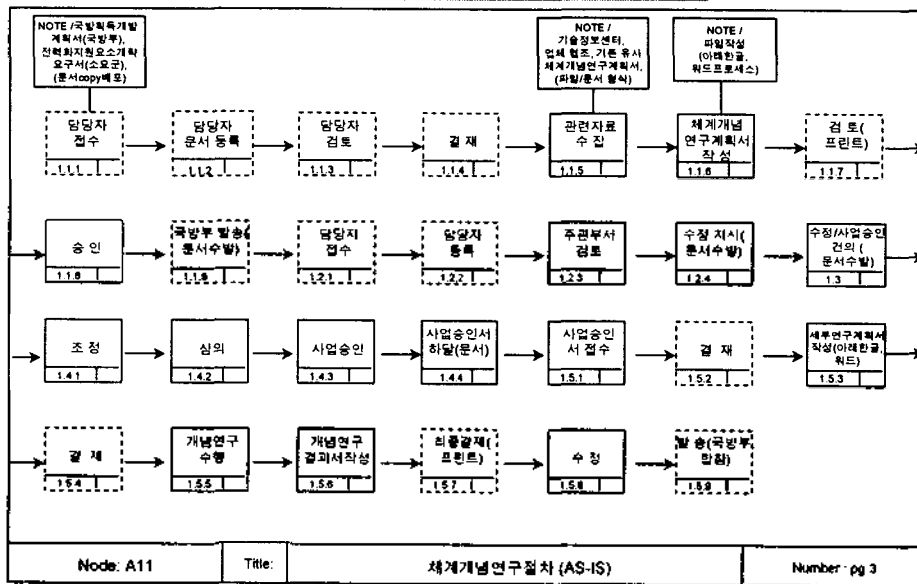 NOTE /국방획득개발
계획서(국방부),
전력화지원요소개략
요구서(소요군),
(문서copy배포)
NOTE /
기술정보센터,
업체 협조, 기존 유사
체계개념연구계획서,
(파일/문서 형식)
NOTE /
파일작성
(아래한글,
워드프로세소)
담당자
접수
1.1.1
담당자
문서 등록
1.1.2
담당자
검토
1.1.3
결 재
1.1.4
관련자료
수 집
1.1.5
체계개념
연구계획서
작 성
1.1.6
검 토(
프린트)
1.1.7
승 인
1.1.8
국방부 발송(
문서수발)
1.1.9
담당자
접수
1.2.1
담당자
등록
1.2.2
주관부서
검토
1.2.3
수정 지시(
문서수발)
1.2.4
수정/사업승인
건의 (
문서수발)
1.3
조 정
1.4.1
심 의
1.4.2
사업승인
1.4.3
사업승인서
하달(문서)
1.4.4
사업승인
서 접수
1.5.1
결 재
1.5.2
세부연구계획서
작성(아래한글,
워드)
1.5.3
결 재
1.5.4
개념연구
수행
1.5.5
개념연구
결과서작성
1.5.6
최종결재(
프린트)
1.5.7
수 정
1.5.8
발 송(국방부,
합참)
1.5.9
Node: A11
Title:
체계개념연구절차 (AS-IS)
Number : pg 3